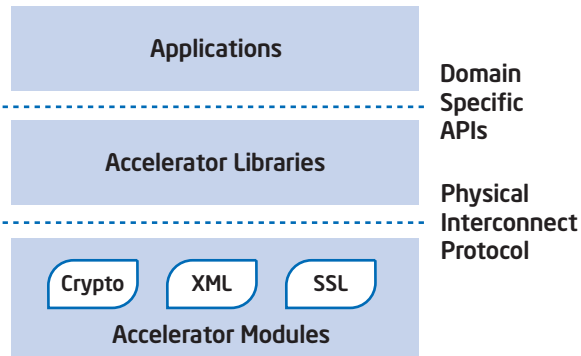 Applications
Domain
Specific
APIs
Accelerator Libraries
Physical
Interconnect
Protocol
Crypto
XML
SSL
Accelerator Modules